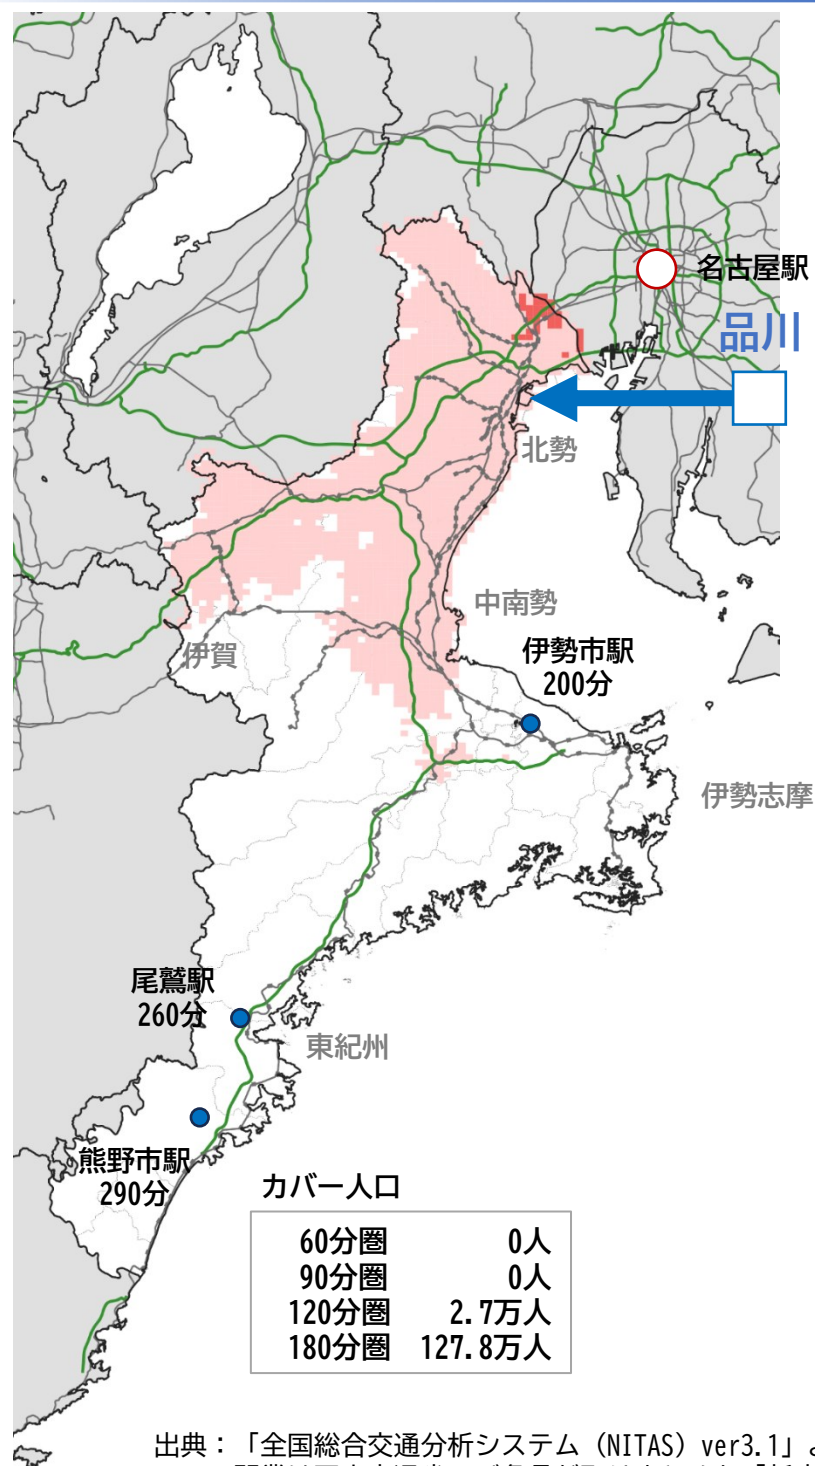 名古屋駅
品川
北勢
中南勢
伊勢市駅
200分
伊賀
伊勢志摩
尾鷲駅
260分
東紀州
熊野市駅
290分
カバー人口
60分圏 0人
90分圏 0人
120分圏 2.7万人
180分圏 127.8万人
出典：「全国総合交通分析システム（NITAS）ver3.1」